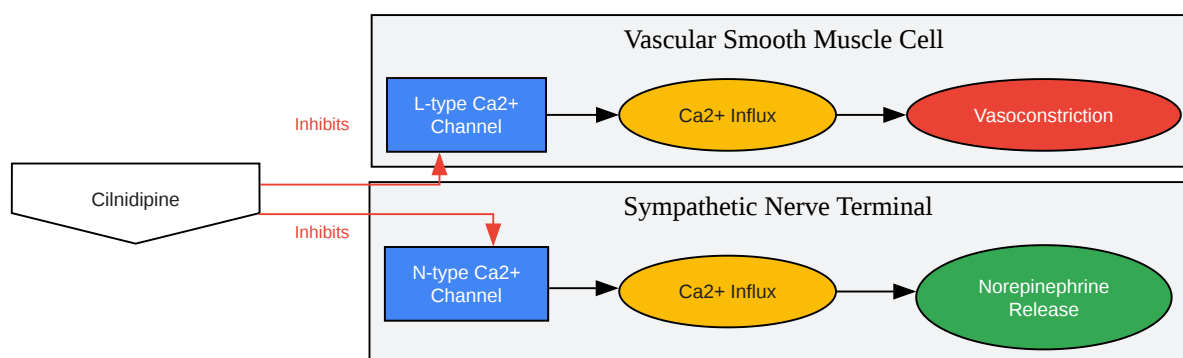 Vascular Smooth Muscle Cell
L-type Ca2+
Channel
Ca2+ Influx
Vasoconstriction
Inhibits
Cilnidipine
Inhibits
Sympathetic Nerve Terminal
N-type Ca2+
Channel
Ca2+ Influx
Norepinephrine
Release